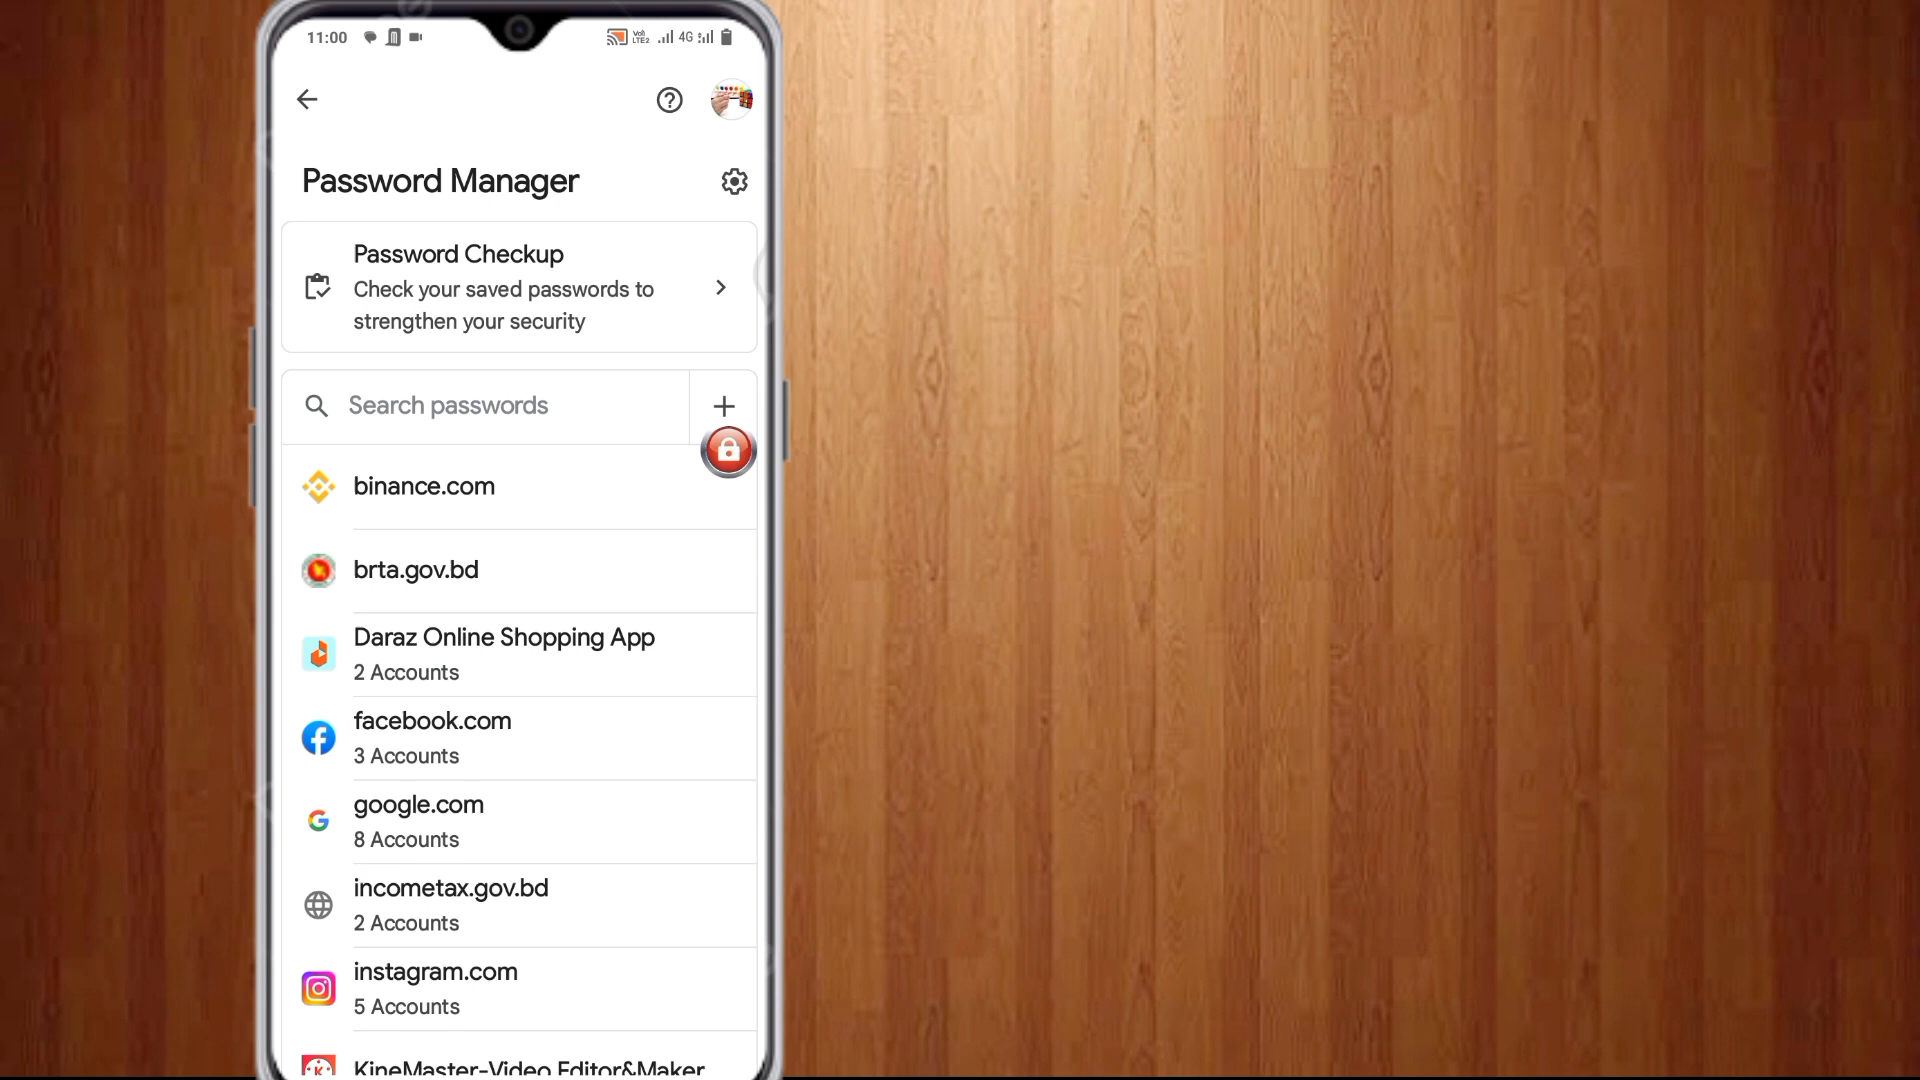 11:00 Vo) LTE2 4G
Password Manager
Password Checkup
Check your saved passwords to
strengthen your security
Search passwords
binance.com
brta.gov.bd
Daraz Online Shopping App
2 Accounts
facebook.com
3 Accounts
google.com
8 Accounts
incometax.gov.bd
2 Accounts
instagram.com
5 Accounts
KineMaster-Video Editor&Maker